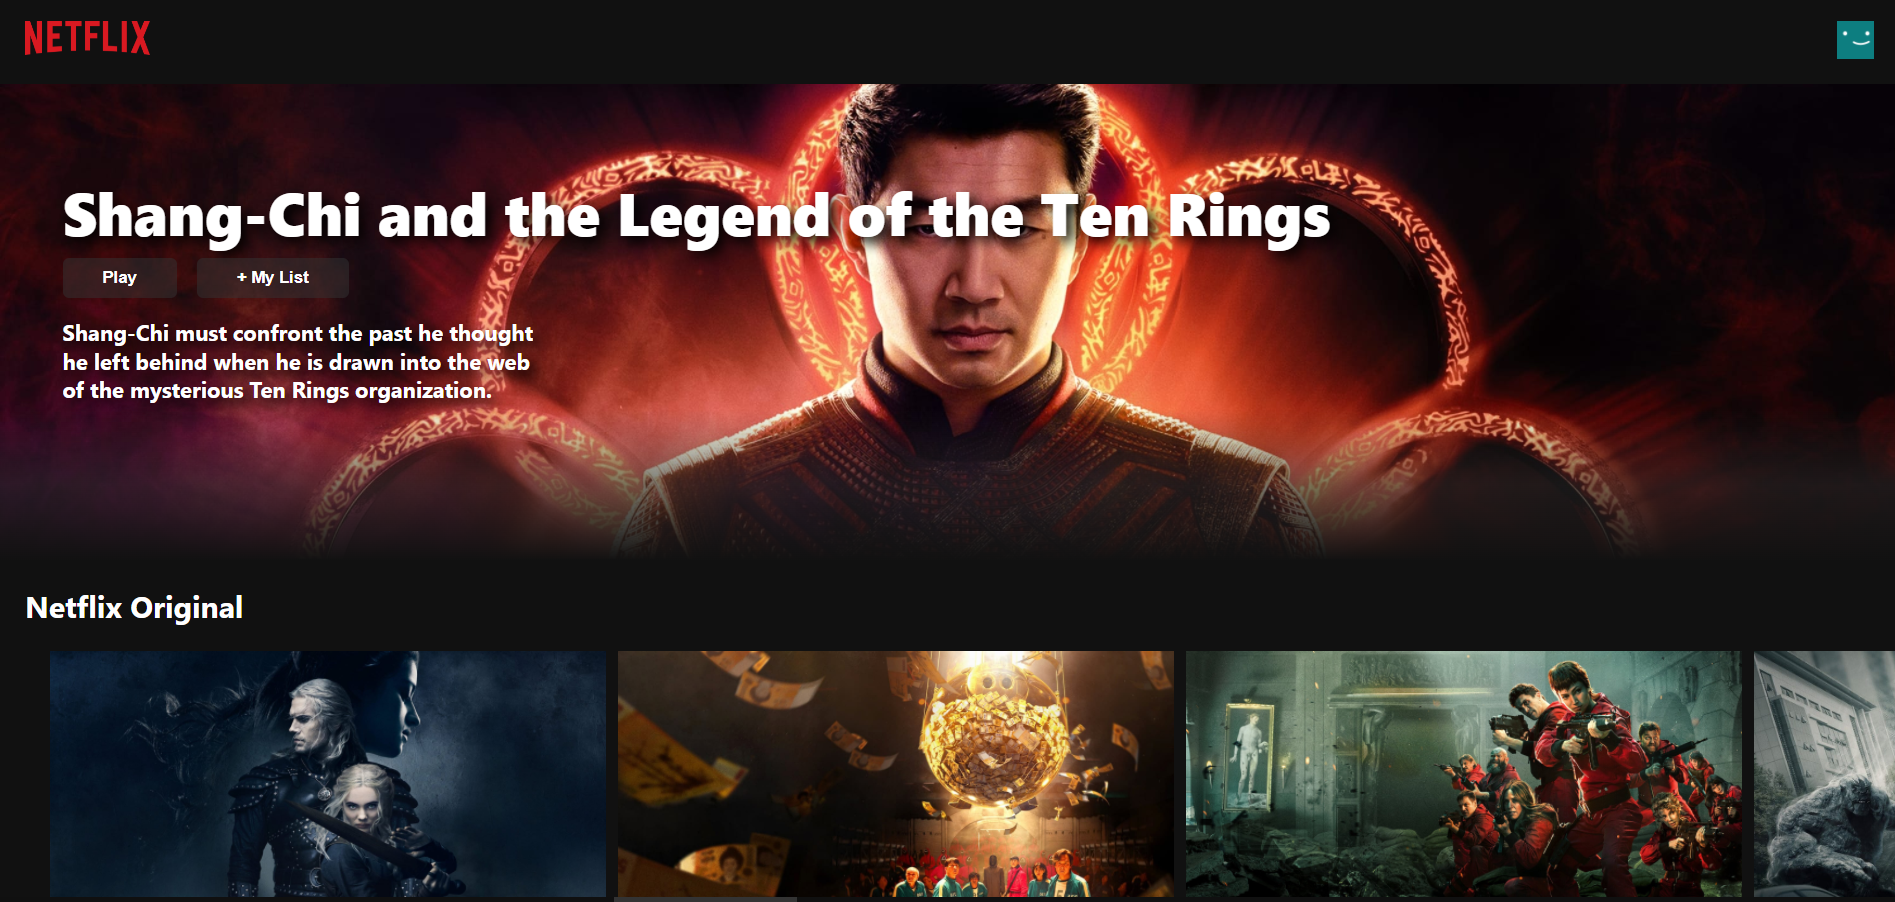 NETFLIX
Shang-Chi and the Legend of the Ten Rings
Play
+ My List
Shang-Chi must confront the past he thought
he left behind when he is drawn into the web
of the mysterious Ten Rings organization.
Netflix Original